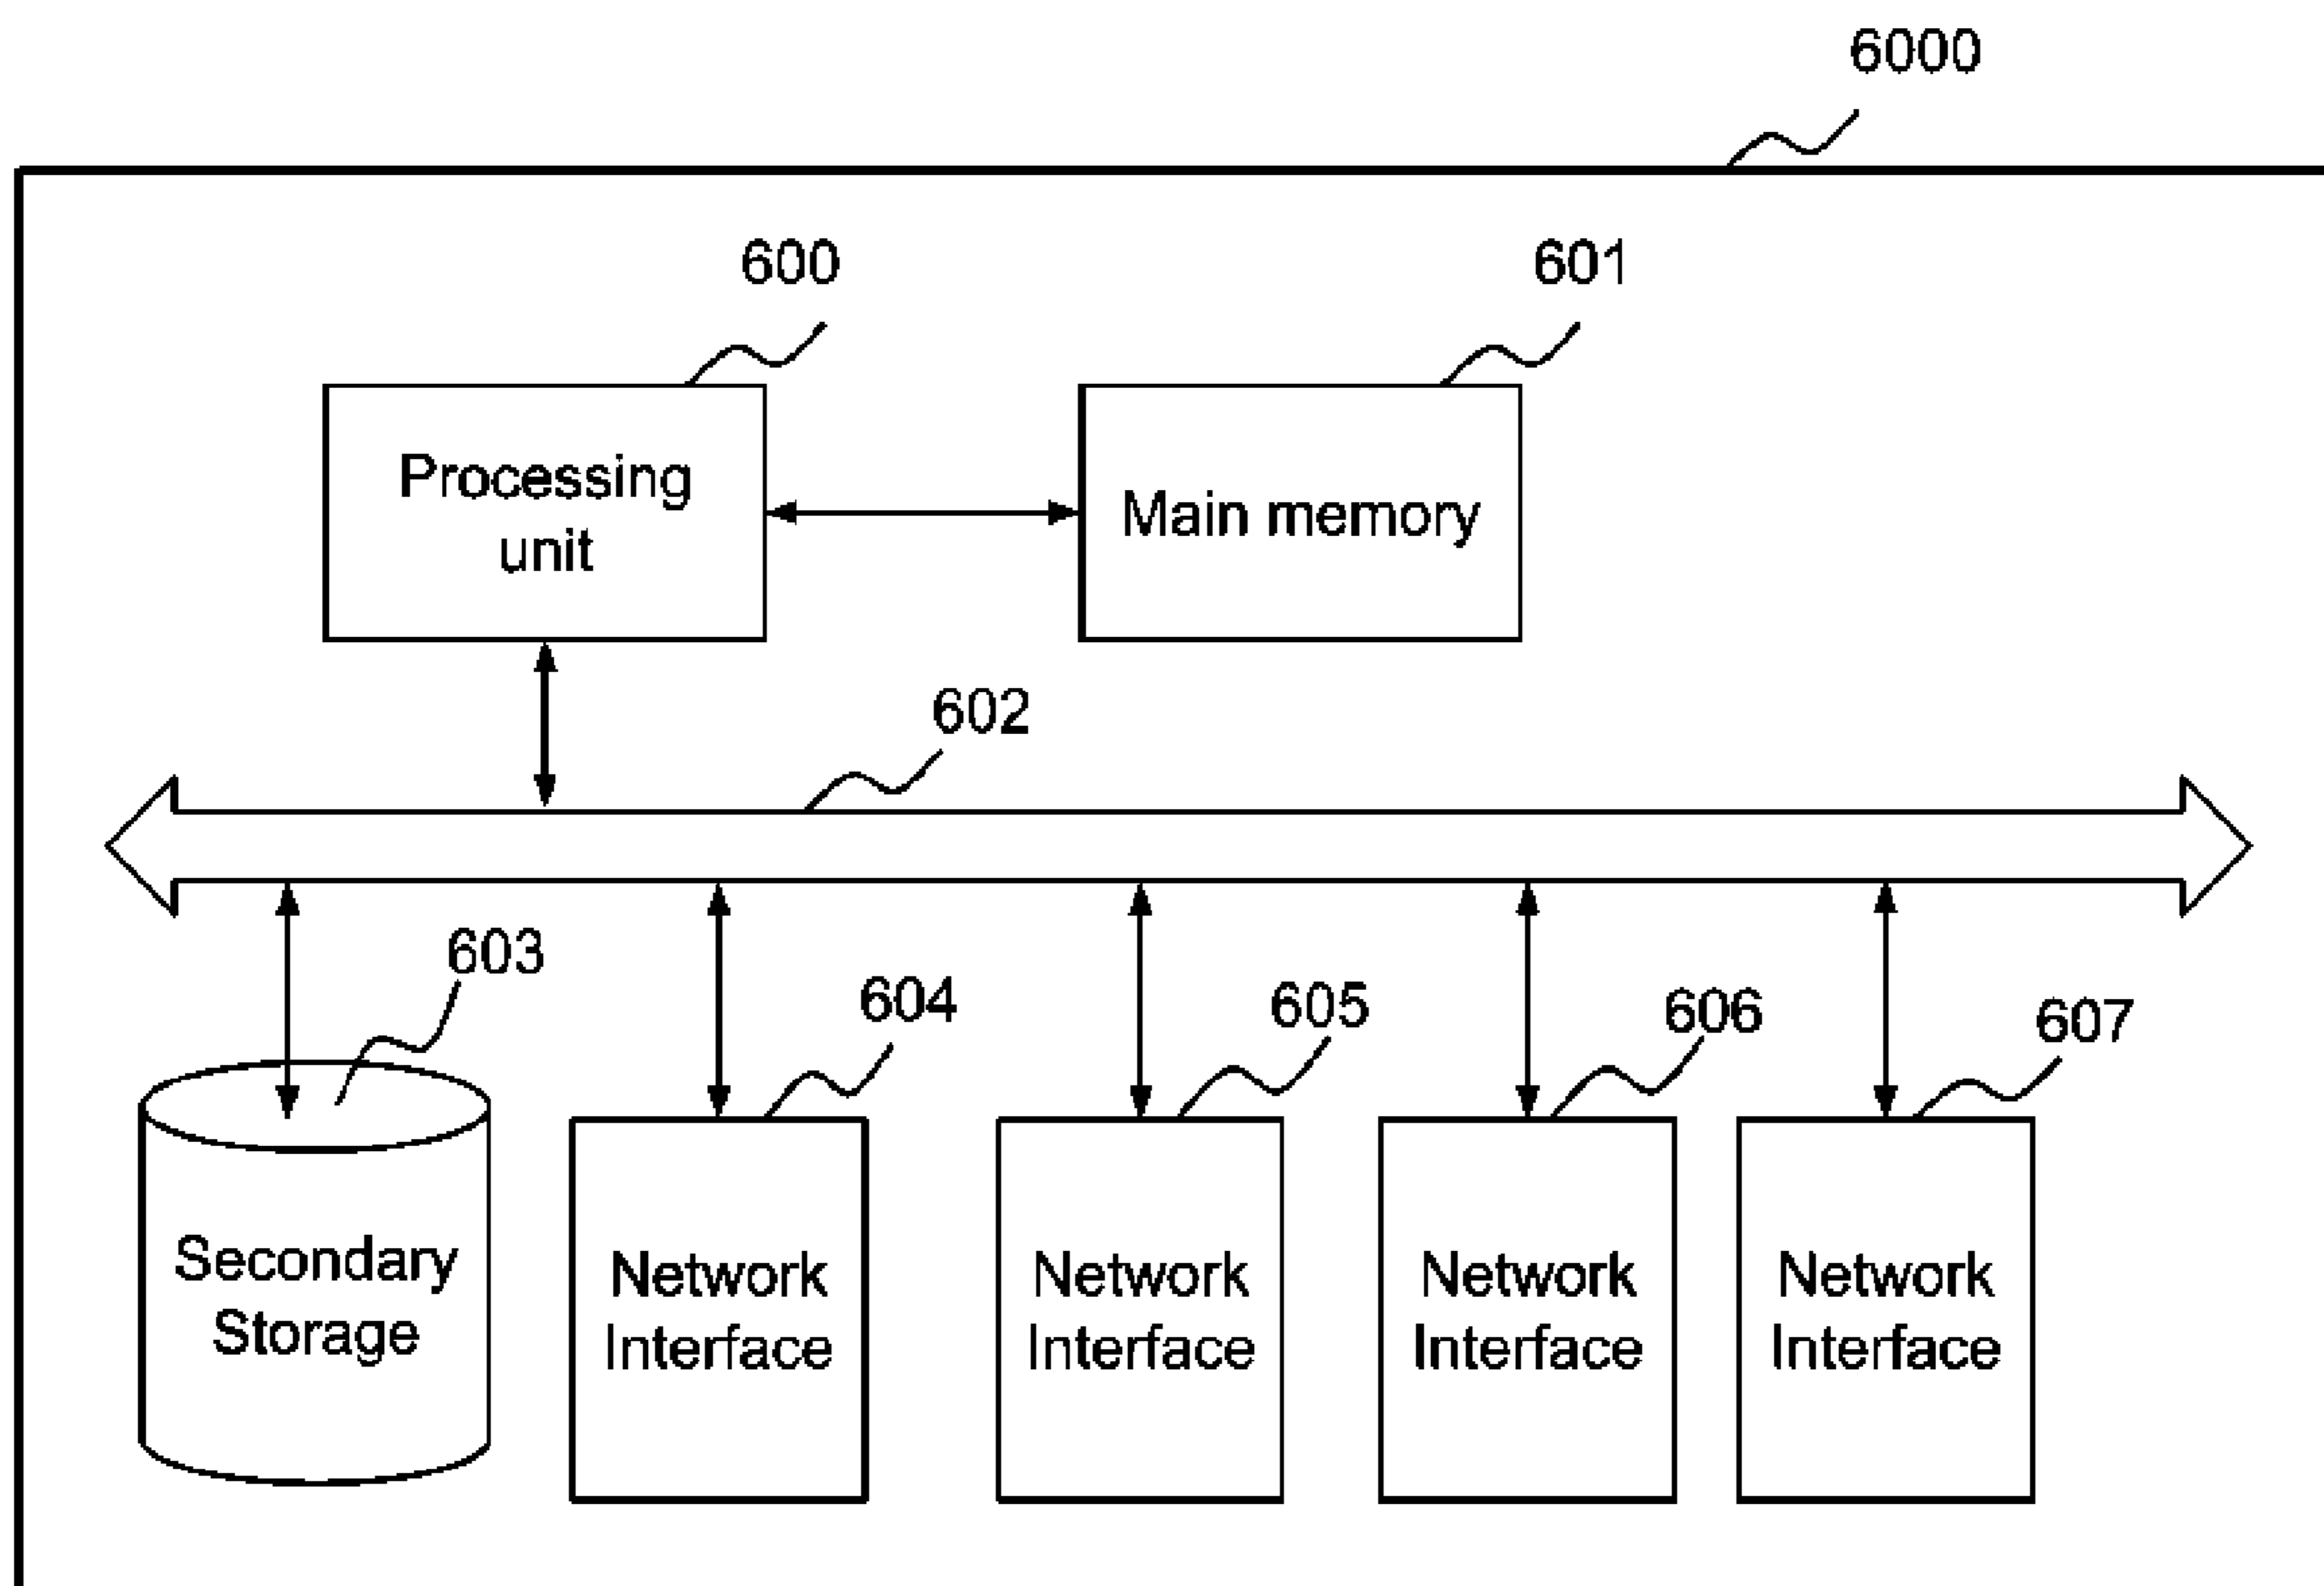 6000
600
601
Processing
unit
Main memory
602
603
604
605
606
607
Secondary
Storage
Network
Interface
Network
Interface
Network
Interface
Network
Interface